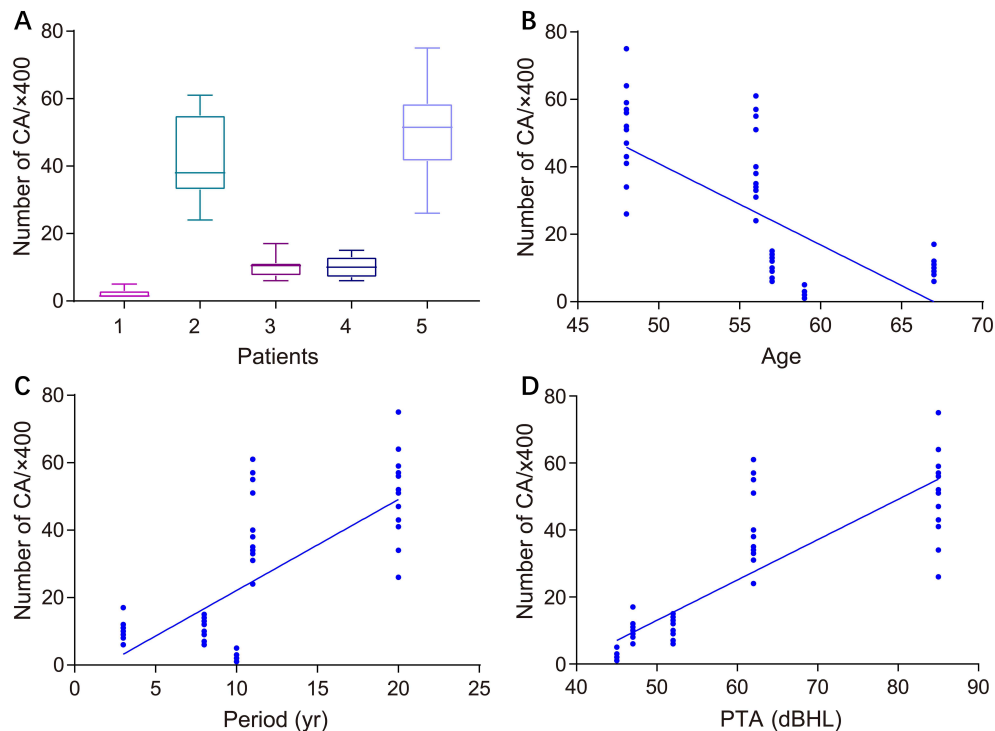 A
Number of CA/×400
80
60
40
20
0
1 2 3 4 5
Patients
B
Number of CA/×400
80
60
40
20
0
45 50 55 60 65 70
Age
C
Number of CA/×400
80
60
40
20
0
0 5 10 15 20 25
Period (yr)
D
Number of CA/x400
80
60
40
20
0
40 50 60 70 80 90
PTA (dBHL)